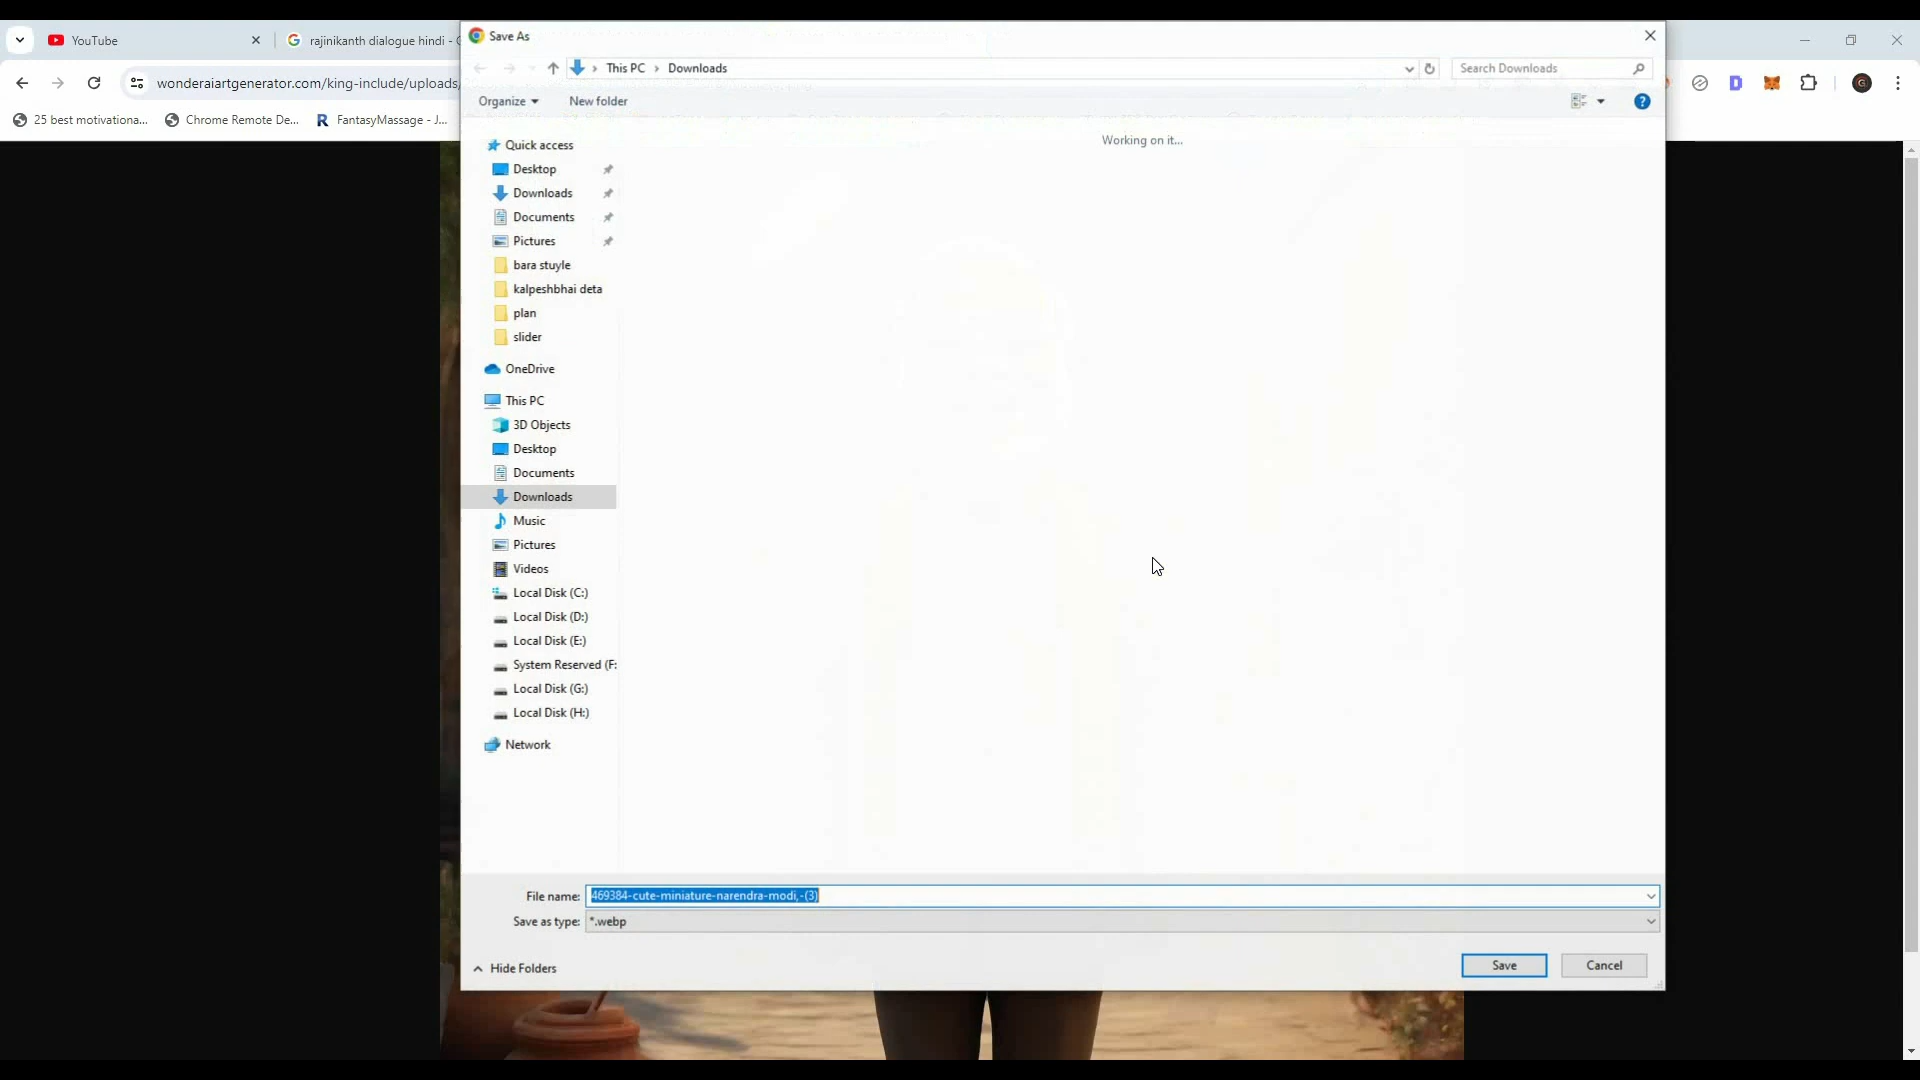 YouTube
rajinikanth dialogue hindi -
Save As
wonderaiartgenerator.com/king-include/uploads
This PC
Downloads
Search Downloads
Organize
New folder
25 best motivationa...
Chrome Remote De...
FantasyMassage - J...
Working on it...
Quick access
Desktop
Downloads
Documents
Pictures
bara stuyle
kalpeshbhai deta
plan
slider
OneDrive
This PC
3D Objects
Desktop
Documents
Downloads
Music
Pictures
Videos
Local Disk (C:)
Local Disk (D:)
Local Disk (E:)
System Reserved (F:
Local Disk (G:)
Local Disk (H:)
Network
File name: 469384-cute-miniature-narendra-modi,-(3)
Save as type: *.webp
Hide Folders
Save
Cancel